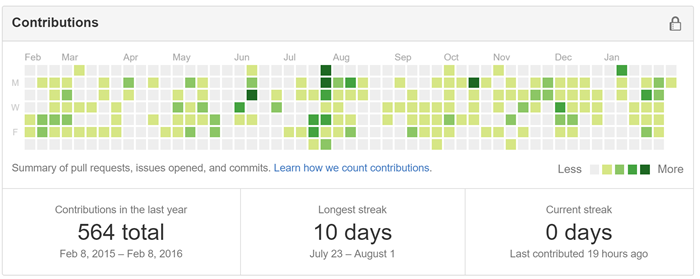 Contributions
Feb Mar Apr May Jun Jul Aug Sep Oct Nov Dec Jan
M
W
F
Summary of pull requests, issues opened, and commits. Learn how we count contributions.
Less More
Contributions in the last year
564 total
Feb 8, 2015 – Feb 8, 2016
Longest streak
10 days
July 23 – August 1
Current streak
0 days
Last contributed 19 hours ago